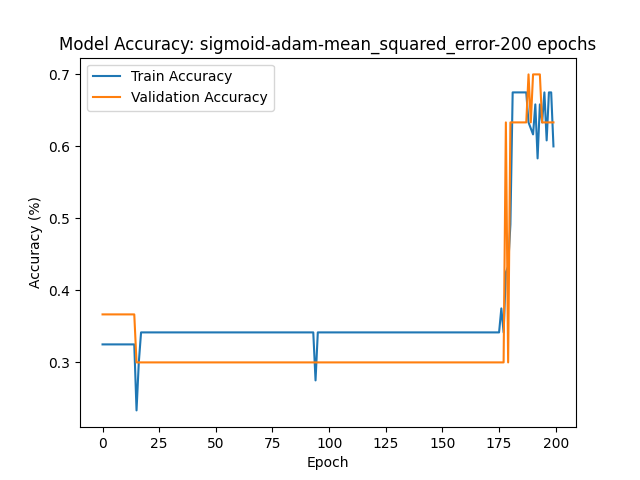 Model Accuracy: sigmoid-adam-mean_squared_error-200 epochs
Train Accuracy
Validation Accuracy
Accuracy (%)
0.7
0.6
0.5
0.4
0.3
0 25 50 75 100 125 150 175 200
Epoch